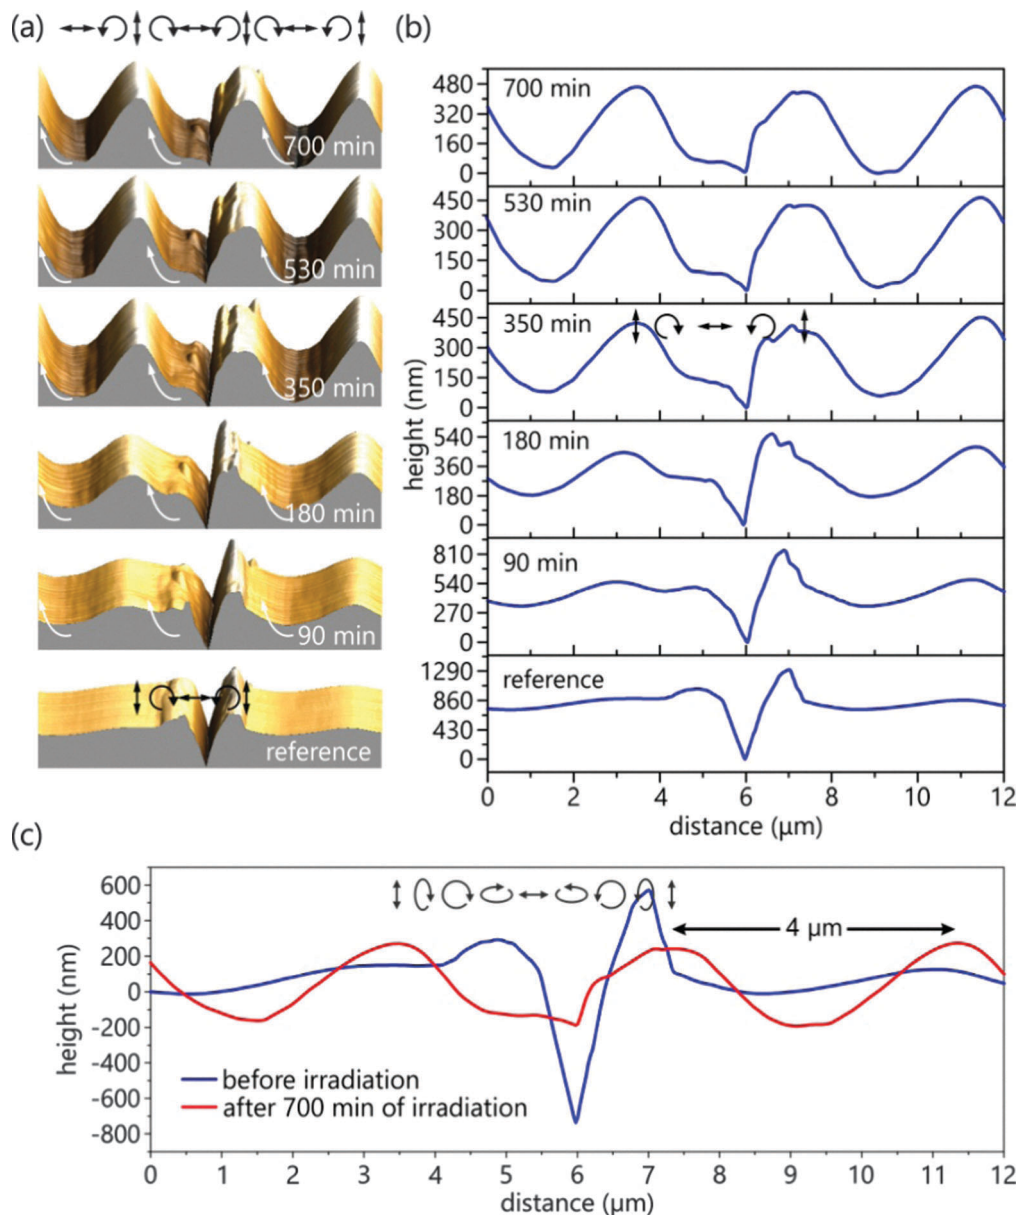 (a)
700 min
530 min
350 min
180 min
90 min
reference
(b)
700 min
480
320
160
0
530 min
450
300
150
0
350 min
450
300
150
0
180 min
540
360
180
0
90 min
810
540
270
0
reference
1290
860
430
0
height (nm)
0 2 4 6 8 10 12
distance (µm)
(c)
600
400
200
0
-200
-400
-600
-800
height (nm)
4 µm
before irradiation
after 700 min of irradiation
0 1 2 3 4 5 6 7 8 9 10 11 12
distance (µm)